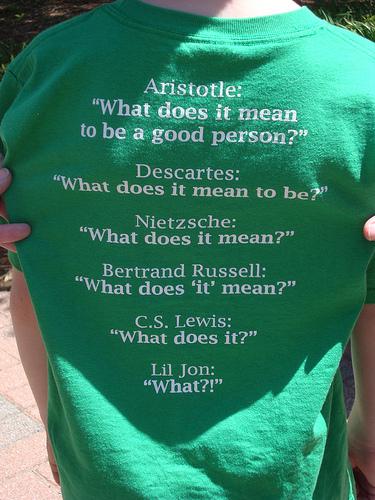 Aristotle:
“What does it mean
to be a good person?”
Descartes:
“What does it mean to be?”
Nietzsche:
“What does it mean?”
Bertrand Russell:
“What does ‘it’ mean?”
C.S. Lewis:
“What does it?”
Lil Jon:
“What?!”